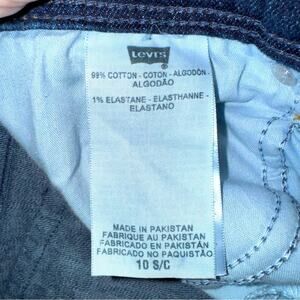 Levi's
®
99% COTTON - COTON - ALGODÓN -
ALGODÃO
1% ELASTANE - ELASTHANNE -
ELASTANO
MADE IN PAKISTAN
FABRIQUE AU PAKISTAN
FABRICADO EN PAKISTÁN
FABRICADO NO PAQUISTÃO
10 S/C